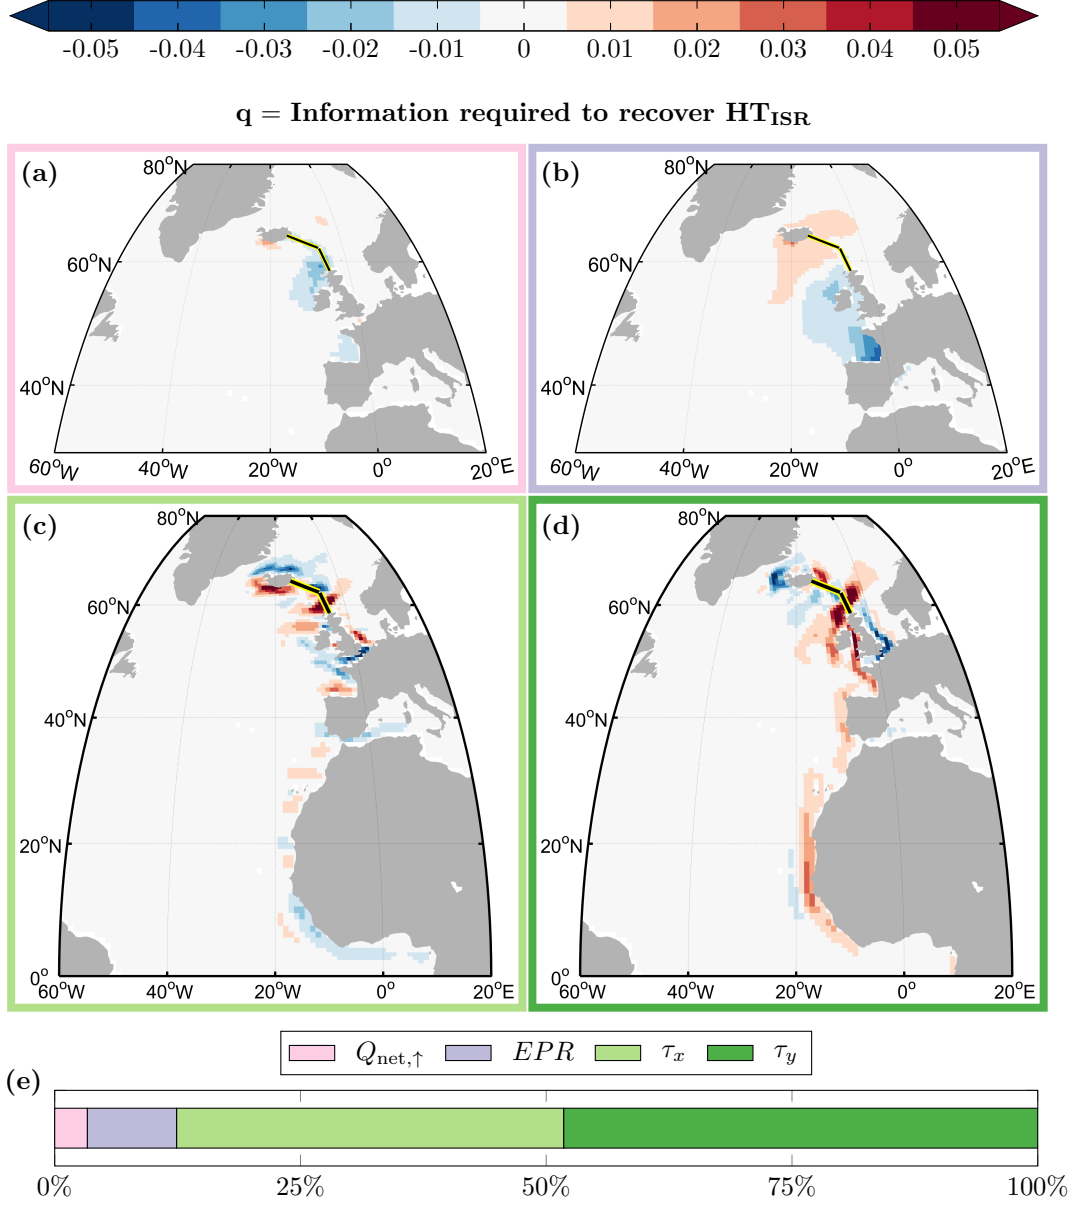 -0.05 -0.04 -0.03 -0.02 -0.01 0 0.01 0.02 0.03 0.04 0.05
q = Information required to recover HT_ISR
(a) 80°N (b) 80°N
60°N 60°N
40°N 40°N
60°W 40°W 20°W 0° 20°E 60°W 40°W 20°W 0° 20°E
(c) 80°N (d) 80°N
60°N 60°N
40°N 40°N
20°N 20°N
0° 0°
60°W 40°W 20°W 0° 20°E 60°W 40°W 20°W 0° 20°E
Q_net,↑ EPR τ_x τ_y
(e)
0% 25% 50% 75% 100%